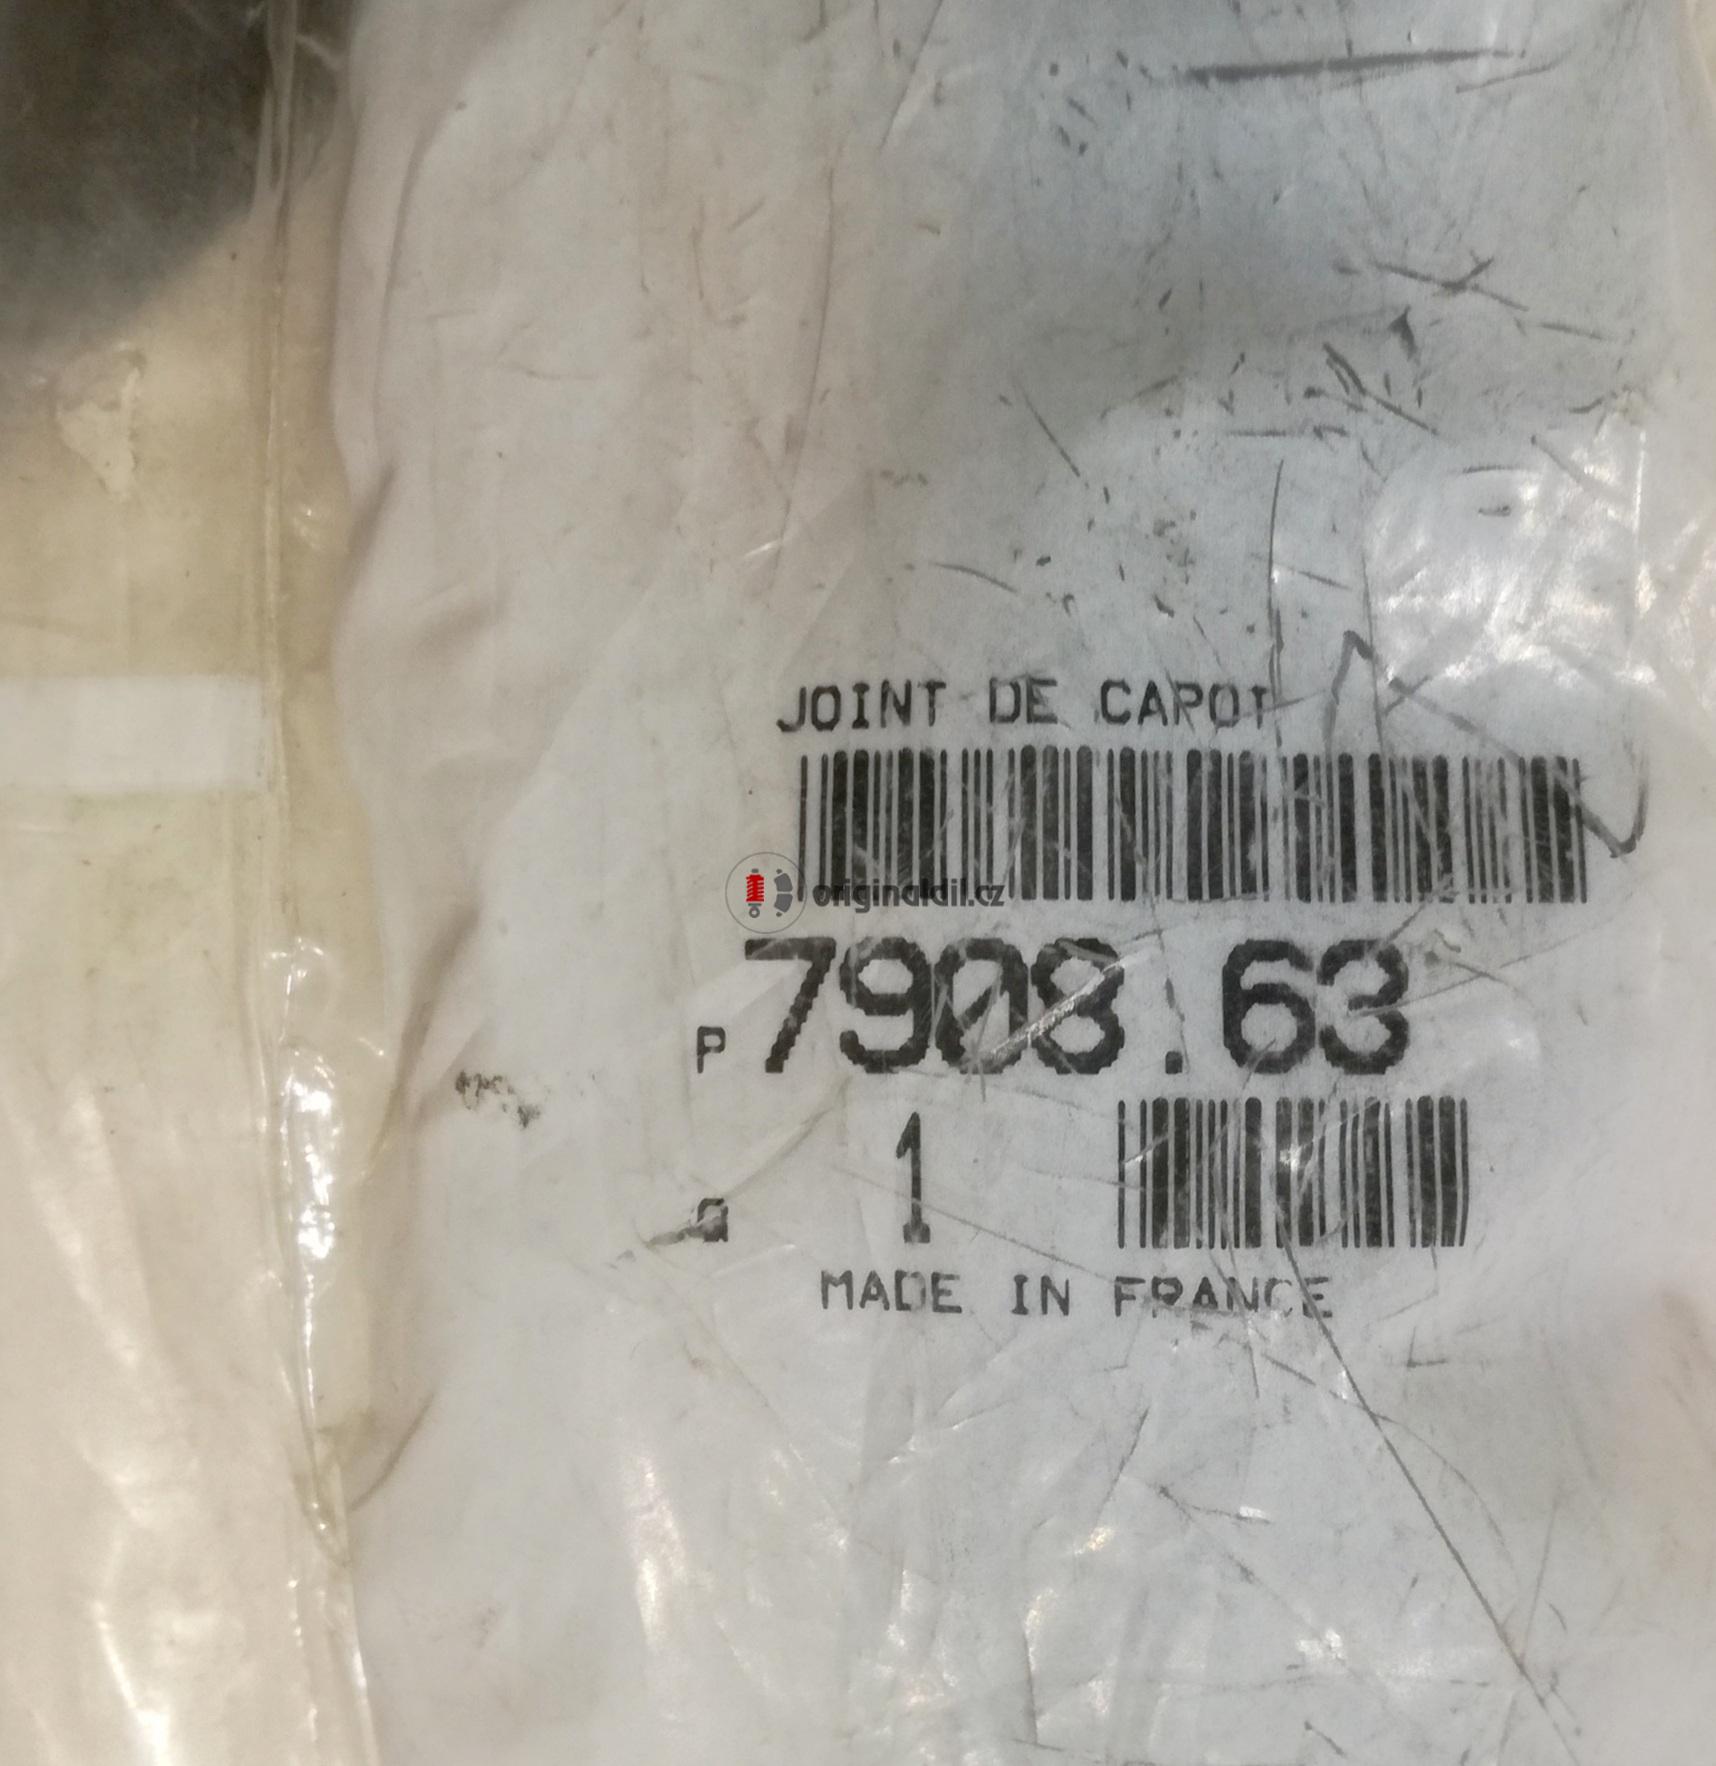 JOINT DE CAPOT
originaldil.cz
P 7908.63
Q 1
MADE IN FRANCE